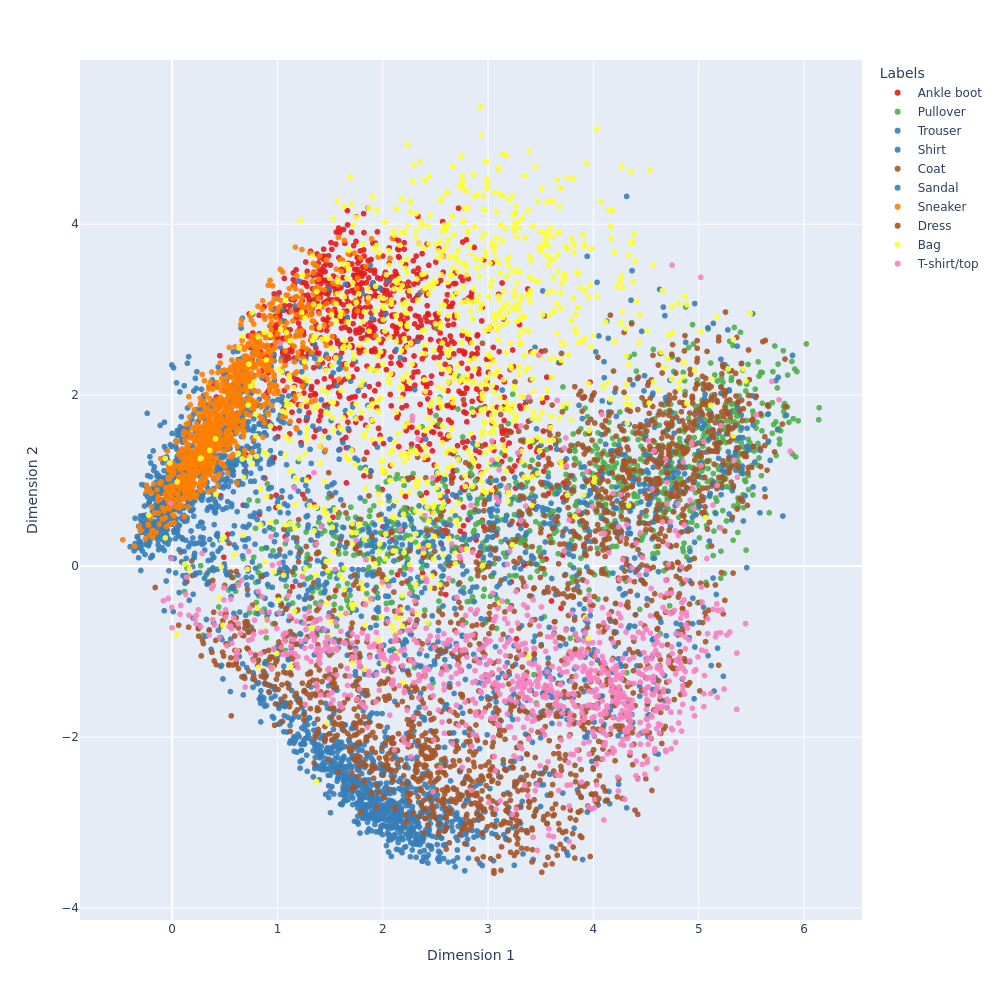 Labels
Ankle boot
Pullover
Trouser
Shirt
Coat
Sandal
Sneaker
Dress
Bag
T-shirt/top
4
2
0
−2
−4
Dimension 2
0 1 2 3 4 5 6
Dimension 1